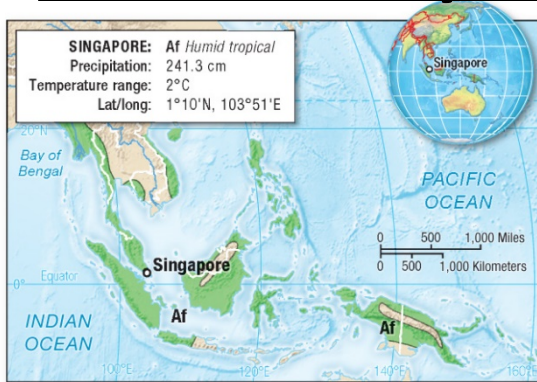 SINGAPORE: Af Humid tropical
Precipitation: 241.3 cm
Temperature range: 2°C
Lat/long: 1°10'N, 103°51'E
Singapore
20°N
Bay of
Bengal
PACIFIC
OCEAN
0 500 1,000 Miles
0 500 1,000 Kilometers
Singapore
Equator
0°
Af
Af
INDIAN
OCEAN
100°E
120°E
140°E
160°E